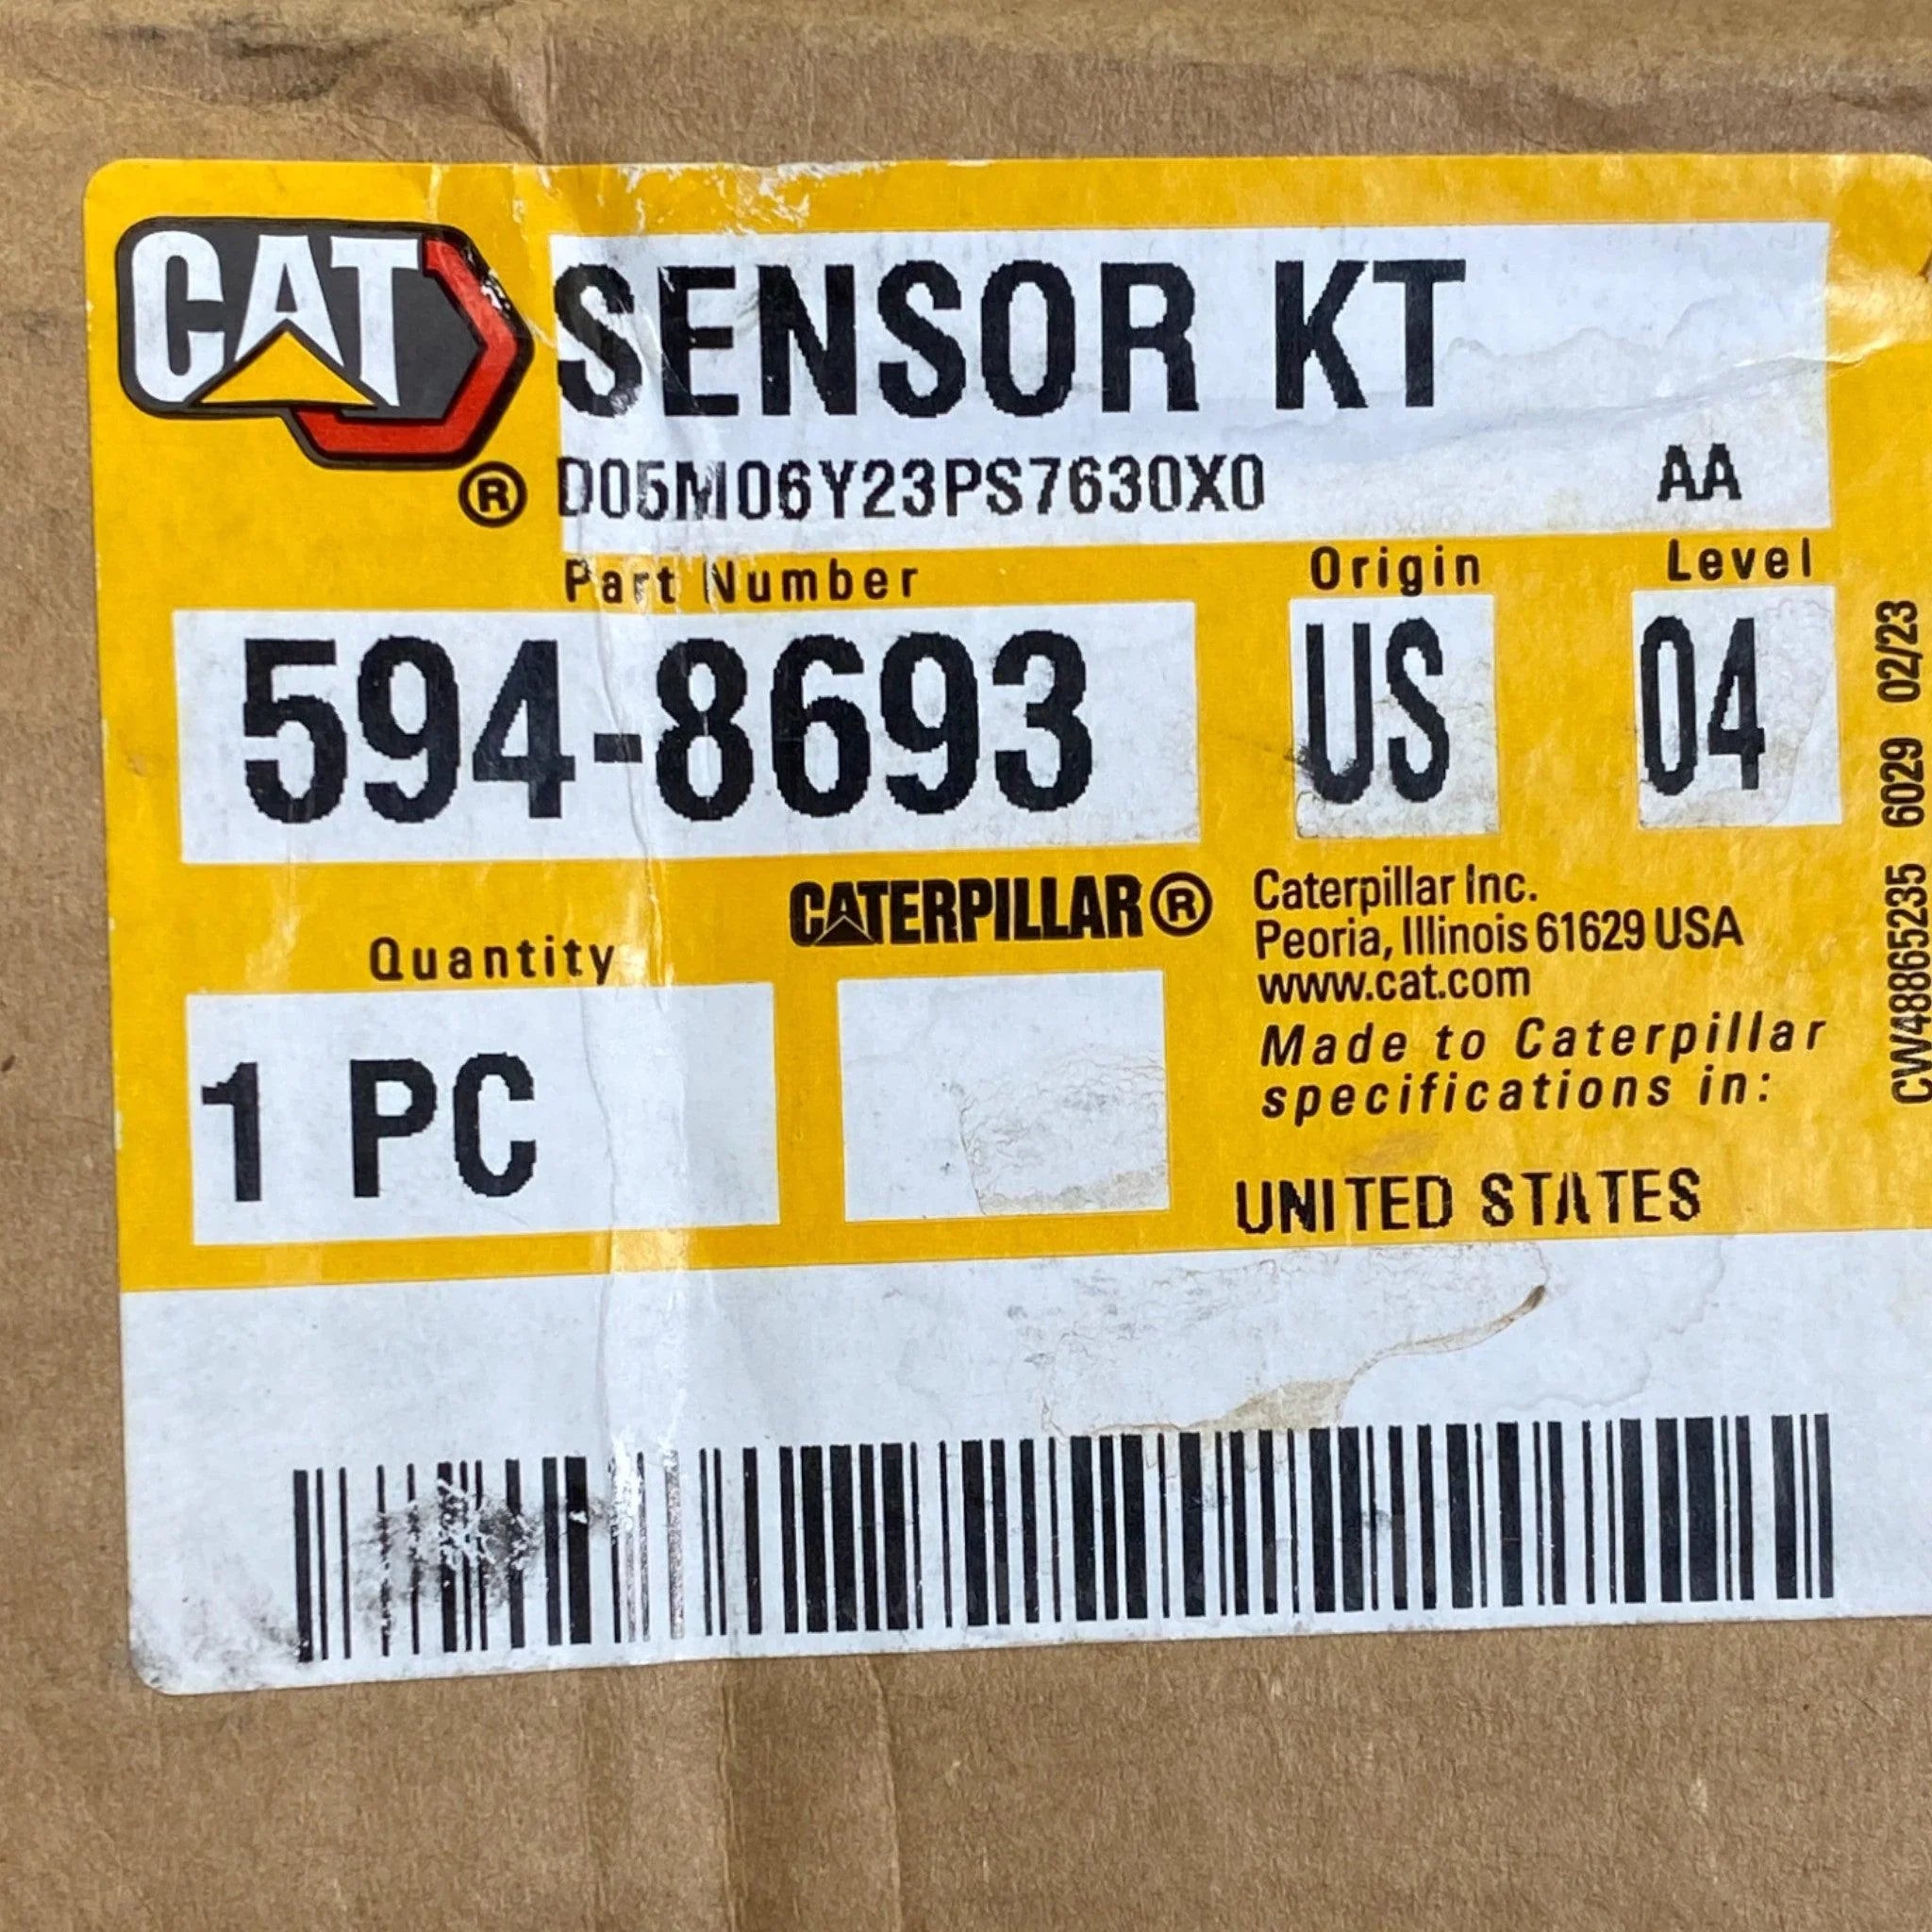 CAT
SENSOR KT
® D05M06Y23PS7630X0 AA
Part Number Origin Level
594-8693 US 04
Quantity
1 PC
CATERPILLAR®
Caterpillar Inc.
Peoria, Illinois 61629 USA
www.cat.com
Made to Caterpillar
specifications in:
UNITED STATES
CW48865235 6029 02/23